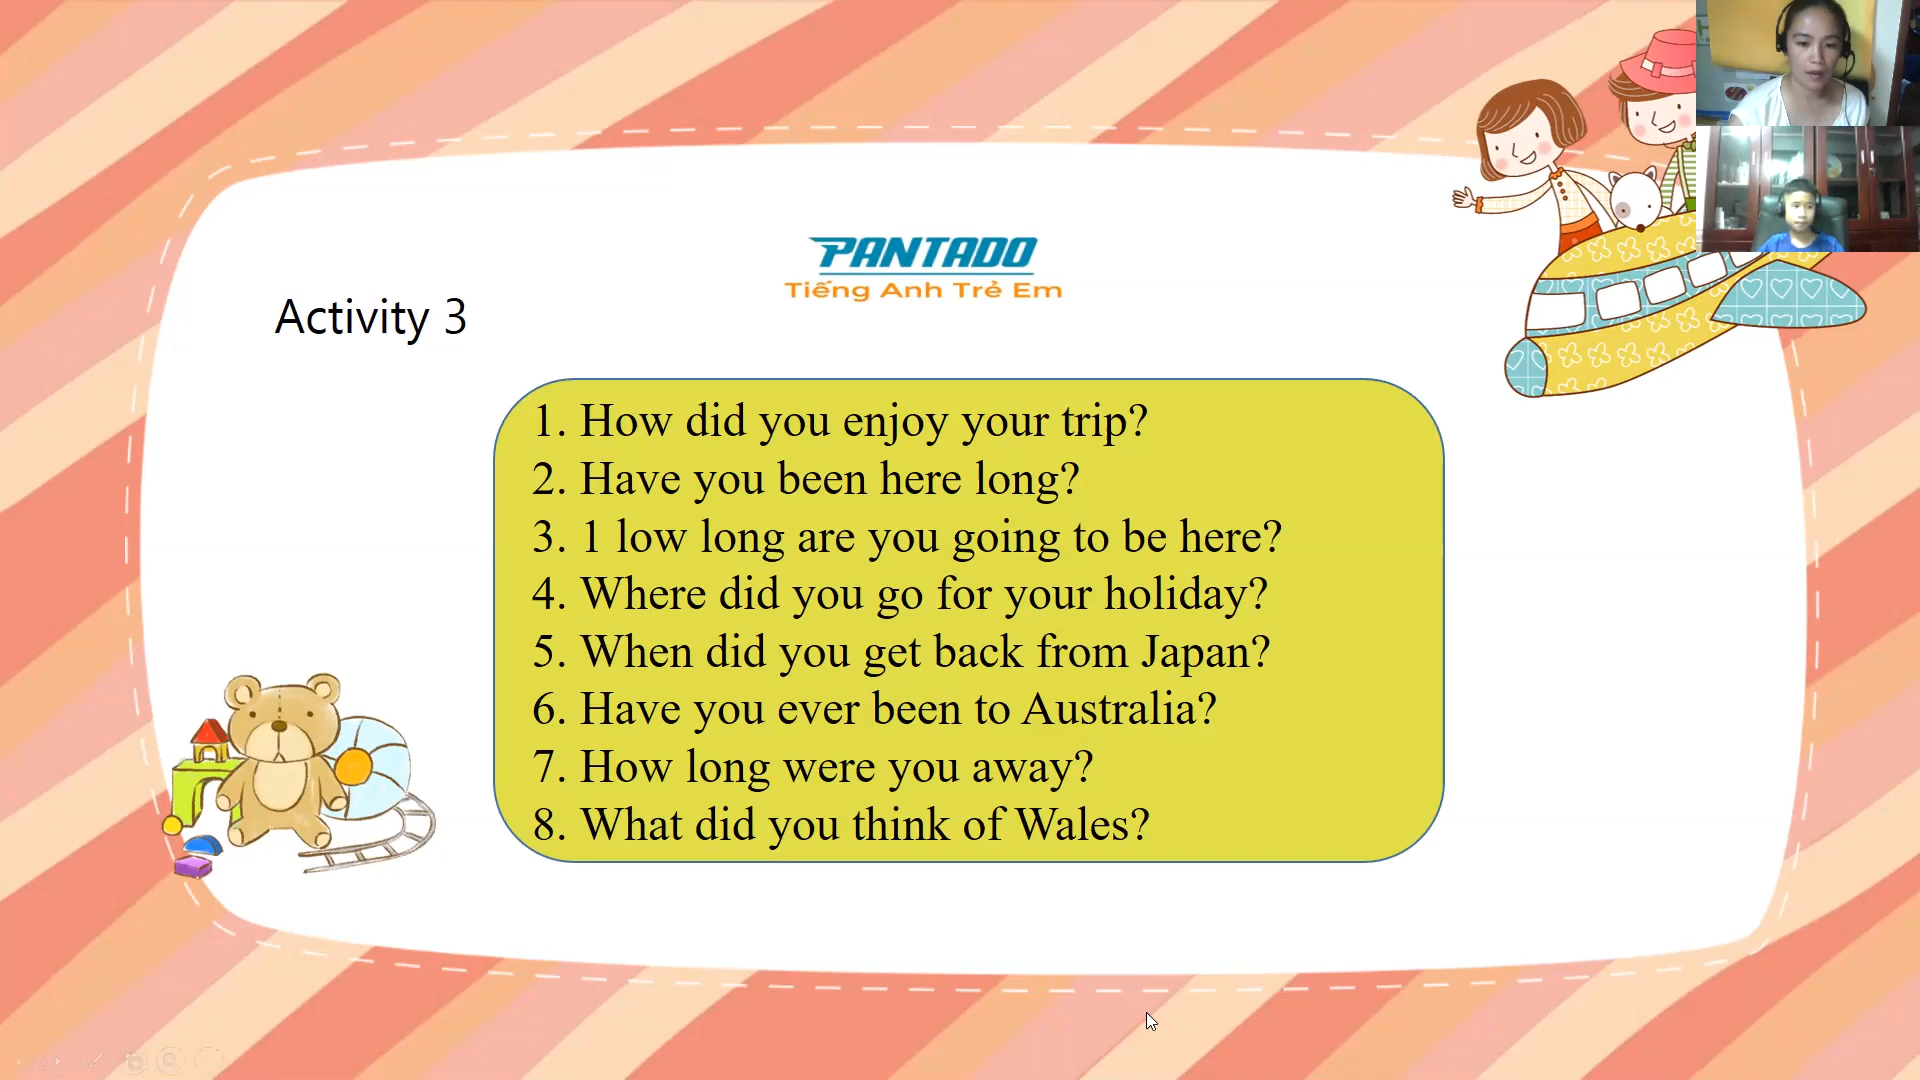 PANTADO
Tiếng Anh Trẻ Em
Activity 3
1. How did you enjoy your trip?
2. Have you been here long?
3. 1 low long are you going to be here?
4. Where did you go for your holiday?
5. When did you get back from Japan?
6. Have you ever been to Australia?
7. How long were you away?
8. What did you think of Wales?